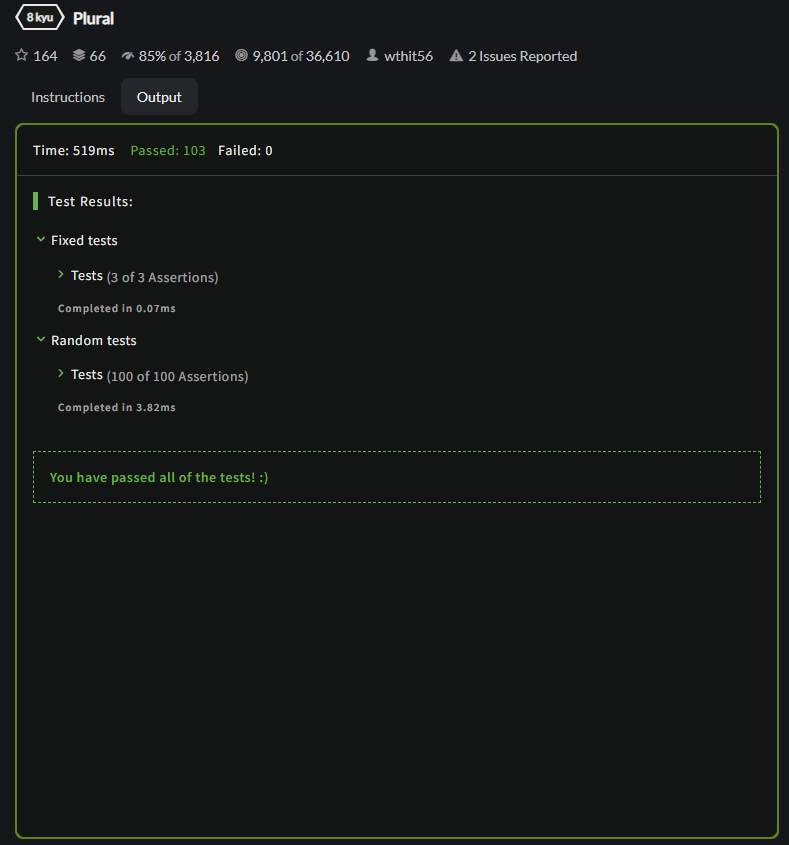 8 kyu Plural
164 66 85% of 3,816 9,801 of 36,610 wthit56 2 Issues Reported
Instructions Output
Time: 519ms Passed: 103 Failed: 0
Test Results:
Fixed tests
Tests (3 of 3 Assertions)
Completed in 0.07ms
Random tests
Tests (100 of 100 Assertions)
Completed in 3.82ms
You have passed all of the tests! :)